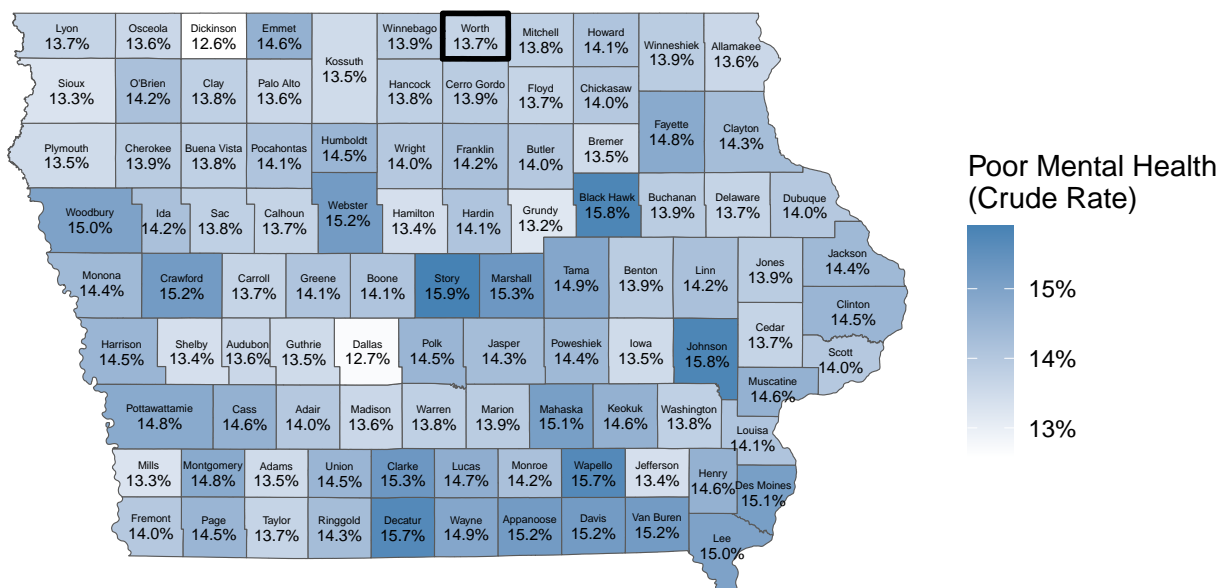 Lyon
13.7%
Osceola
13.6%
Dickinson
12.6%
Emmet
14.6%
Kossuth
13.5%
Winnebago
13.9%
Worth
13.7%
Mitchell
13.8%
Howard
14.1%
Winneshiek
13.9%
Allamakee
13.6%
Sioux
13.3%
O'Brien
14.2%
Clay
13.8%
Palo Alto
13.6%
Hancock
13.8%
Cerro Gordo
13.9%
Floyd
13.7%
Chickasaw
14.0%
Fayette
14.8%
Clayton
14.3%
Plymouth
13.5%
Cherokee
13.9%
Buena Vista
13.8%
Pocahontas
14.1%
Humboldt
14.5%
Wright
14.0%
Franklin
14.2%
Butler
14.0%
Bremer
13.5%
Woodbury
15.0%
Ida
14.2%
Sac
13.8%
Calhoun
13.7%
Webster
15.2%
Hamilton
13.4%
Hardin
14.1%
Grundy
13.2%
Black Hawk
15.8%
Buchanan
13.9%
Delaware
13.7%
Dubuque
14.0%
Monona
14.4%
Crawford
15.2%
Carroll
13.7%
Greene
14.1%
Boone
14.1%
Story
15.9%
Marshall
15.3%
Tama
14.9%
Benton
13.9%
Linn
14.2%
Jones
13.9%
Jackson
14.4%
Clinton
14.5%
Harrison
14.5%
Shelby
13.4%
Audubon
13.6%
Guthrie
13.5%
Dallas
12.7%
Polk
14.5%
Jasper
14.3%
Poweshiek
14.4%
Iowa
13.5%
Johnson
15.8%
Cedar
13.7%
Scott
14.0%
Muscatine
14.6%
Pottawattamie
14.8%
Cass
14.6%
Adair
14.0%
Madison
13.6%
Warren
13.8%
Marion
13.9%
Mahaska
15.1%
Keokuk
14.6%
Washington
13.8%
Louisa
14.1%
Mills
13.3%
Montgomery
14.8%
Adams
13.5%
Union
14.5%
Clarke
15.3%
Lucas
14.7%
Monroe
14.2%
Wapello
15.7%
Jefferson
13.4%
Henry
14.6%
Des Moines
15.1%
Fremont
14.0%
Page
14.5%
Taylor
13.7%
Ringgold
14.3%
Decatur
15.7%
Wayne
14.9%
Appanoose
15.2%
Davis
15.2%
Van Buren
15.2%
Lee
15.0%
Poor Mental Health
(Crude Rate)
15%
14%
13%